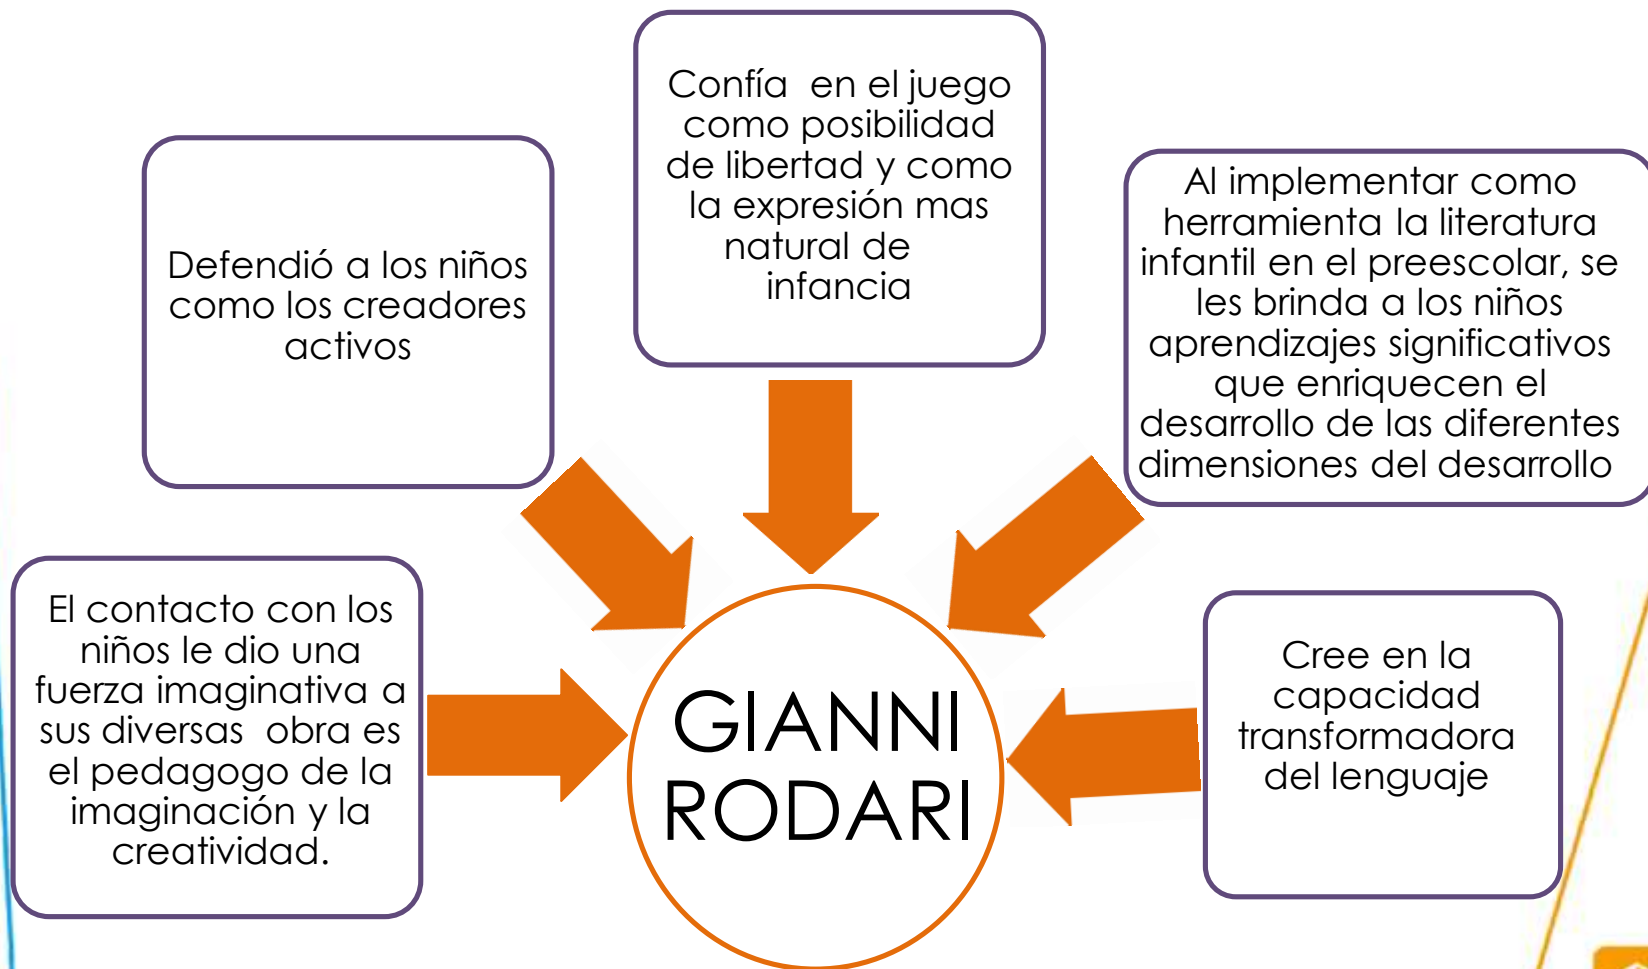 Confía en el juego
como posibilidad
de libertad y como
la expresión mas
natural de
infancia
Defendió a los niños
como los creadores
activos
Al implementar como
herramienta la literatura
infantil en el preescolar, se
les brinda a los niños
aprendizajes significativos
que enriquecen el
desarrollo de las diferentes
dimensiones del desarrollo
El contacto con los
niños le dio una
fuerza imaginativa a
sus diversas obra es
el pedagogo de la
imaginación y la
creatividad.
GIANNI
RODARI
Cree en la
capacidad
transformadora
del lenguaje